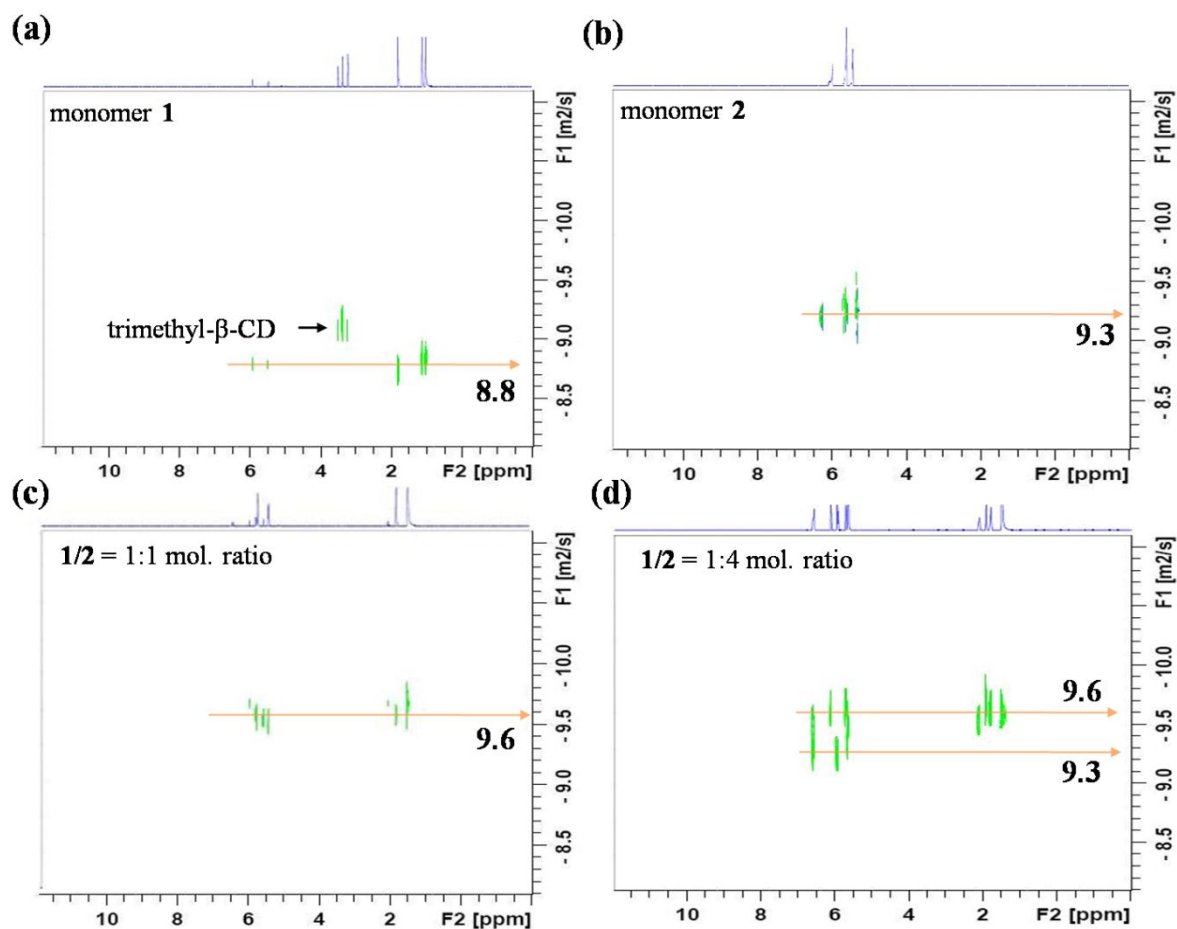 (a)
monomer 1
trimethyl-β-CD
8.8
F1 [m2/s]
- 10.0
- 9.5
- 9.0
- 8.5
10 8 6 4 2 F2 [ppm]
(b)
monomer 2
9.3
F1 [m2/s]
- 10.0
- 9.5
- 9.0
- 8.5
10 8 6 4 2 F2 [ppm]
(c)
1/2 = 1:1 mol. ratio
9.6
F1 [m2/s]
- 10.0
- 9.5
- 9.0
- 8.5
10 8 6 4 2 F2 [ppm]
(d)
1/2 = 1:4 mol. ratio
9.6
9.3
F1 [m2/s]
- 10.0
- 9.5
- 9.0
- 8.5
10 8 6 4 2 F2 [ppm]